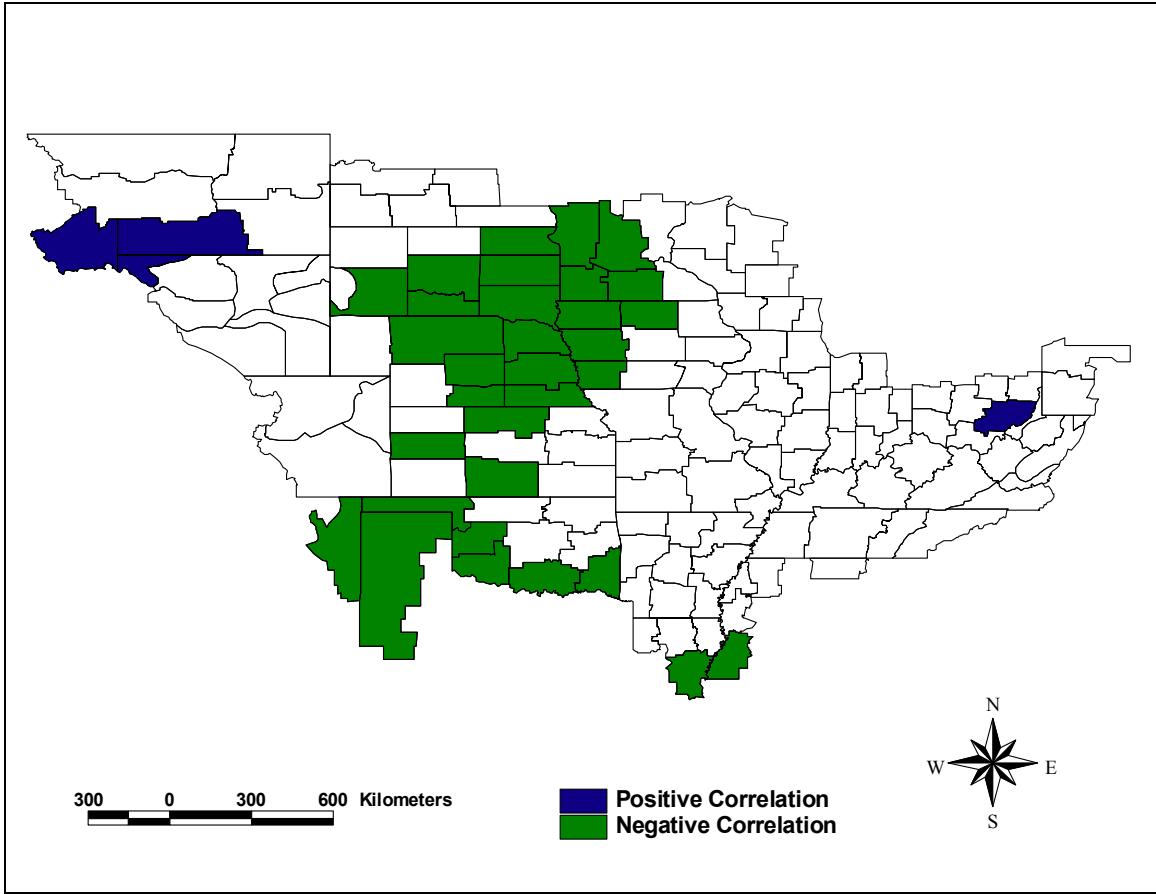 N
W E
S
300 0 300 600 Kilometers
Positive Correlation
Negative Correlation